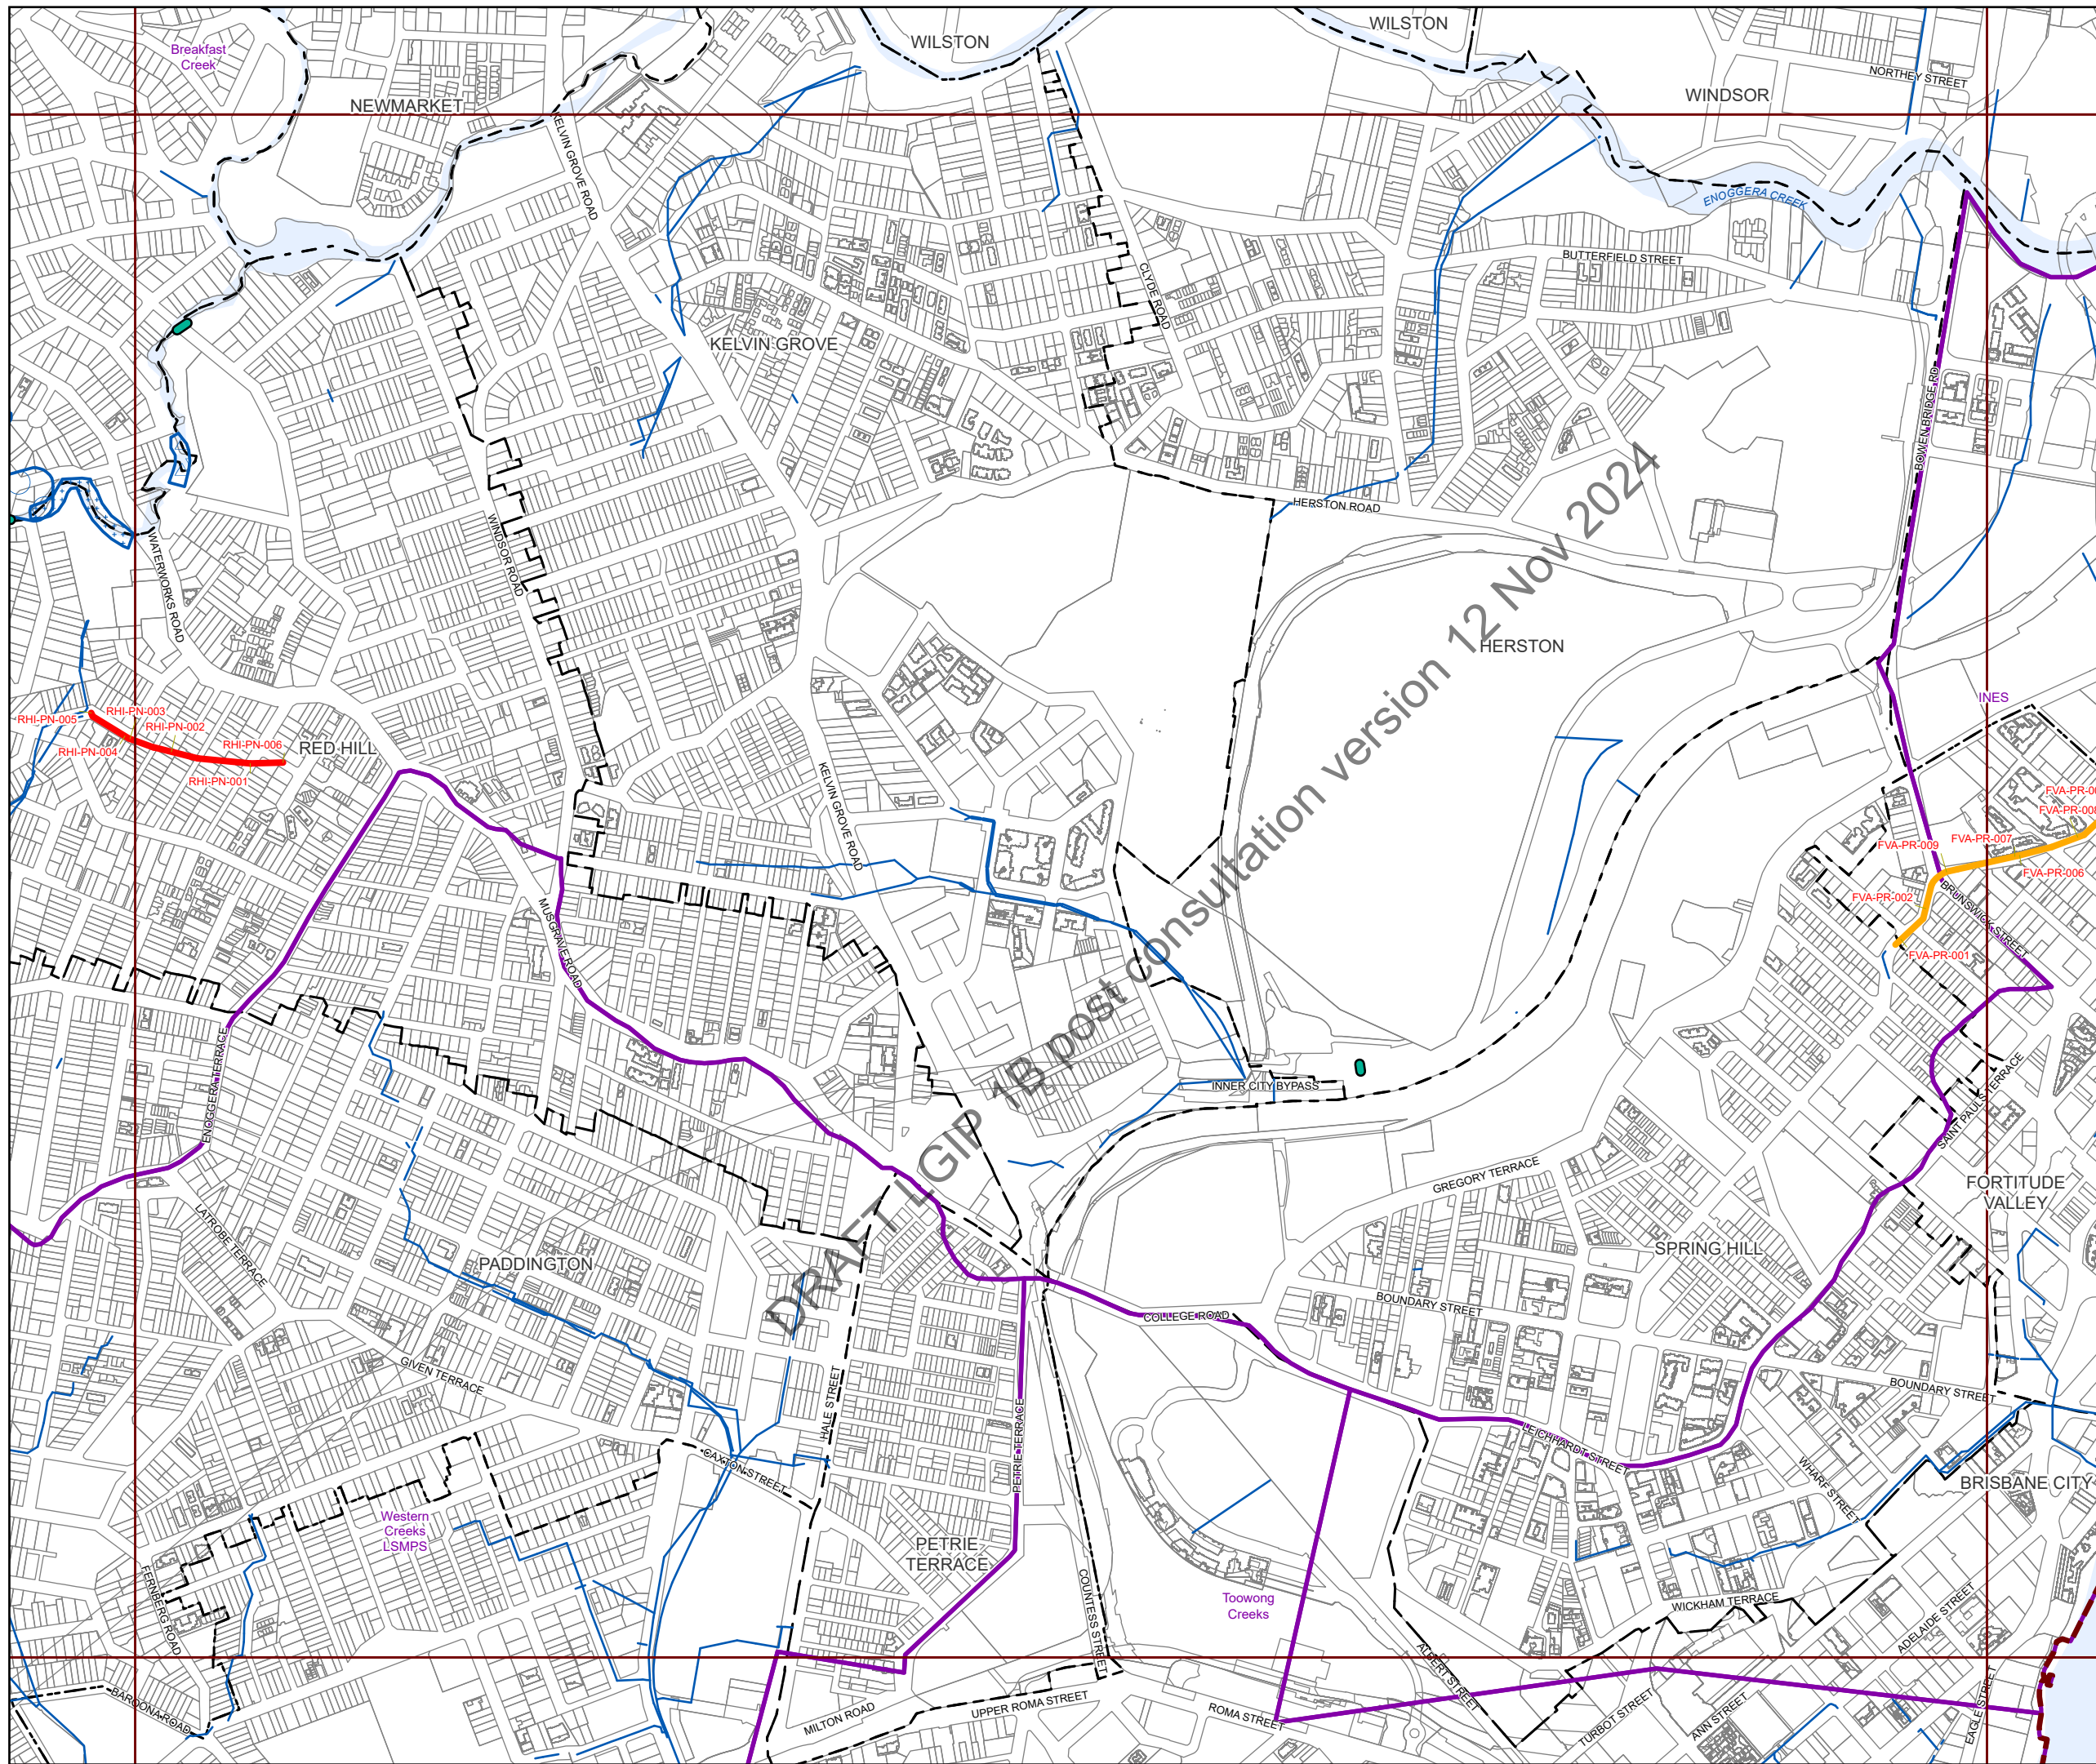 WILSTON
WILSTON
Breakfast
Creek
NEWMARKET
NORTHEY STREET
WINDSOR
KELVIN GROVE ROAD
ENOGGERA CREEK
BUTTERFIELD STREET
CLYDE ROAD
KELVIN GROVE
BOWEN BRIDGE RD
HERSTON ROAD
WINDSOR ROAD
WATERWORKS ROAD
HERSTON
INES
RHI-PN-005
RHI-PN-003
RHI-PN-002
RHI-PN-004
RHI-PN-006
RHI-PN-001
RED HILL
KELVIN GROVE ROAD
FVA-PR-008
FVA-PR-007
FVA-PR-009
FVA-PR-006
FVA-PR-002
FVA-PR-001
BRUNSWICK STREET
MUSGRAVE ROAD
DRAFT LGIP 1B post consultation version 12 Nov 2024
ENOGGERA TERRACE
INNER CITY BYPASS
SAINT PAULS TERRACE
GREGORY TERRACE
FORTITUDE
VALLEY
LATROBE TERRACE
PADDINGTON
SPRING HILL
BOUNDARY STREET
COLLEGE ROAD
GIVEN TERRACE
HALE STREET
BOUNDARY STREET
PETRIE TERRACE
LEICHHARDT STREET
CAXTON STREET
WHARF STREET
BRISBANE CITY
Western
Creeks
LSMPS
PETRIE
TERRACE
Toowong
Creeks
COUNTESS STREET
WICKHAM TERRACE
ADELAIDE STREET
FERNBERG ROAD
ALBERT STREET
EAGLE STREET
BAROONA ROAD
MILTON ROAD
UPPER ROMA STREET
ROMA STREET
TURBOT STREET
ANN STREET